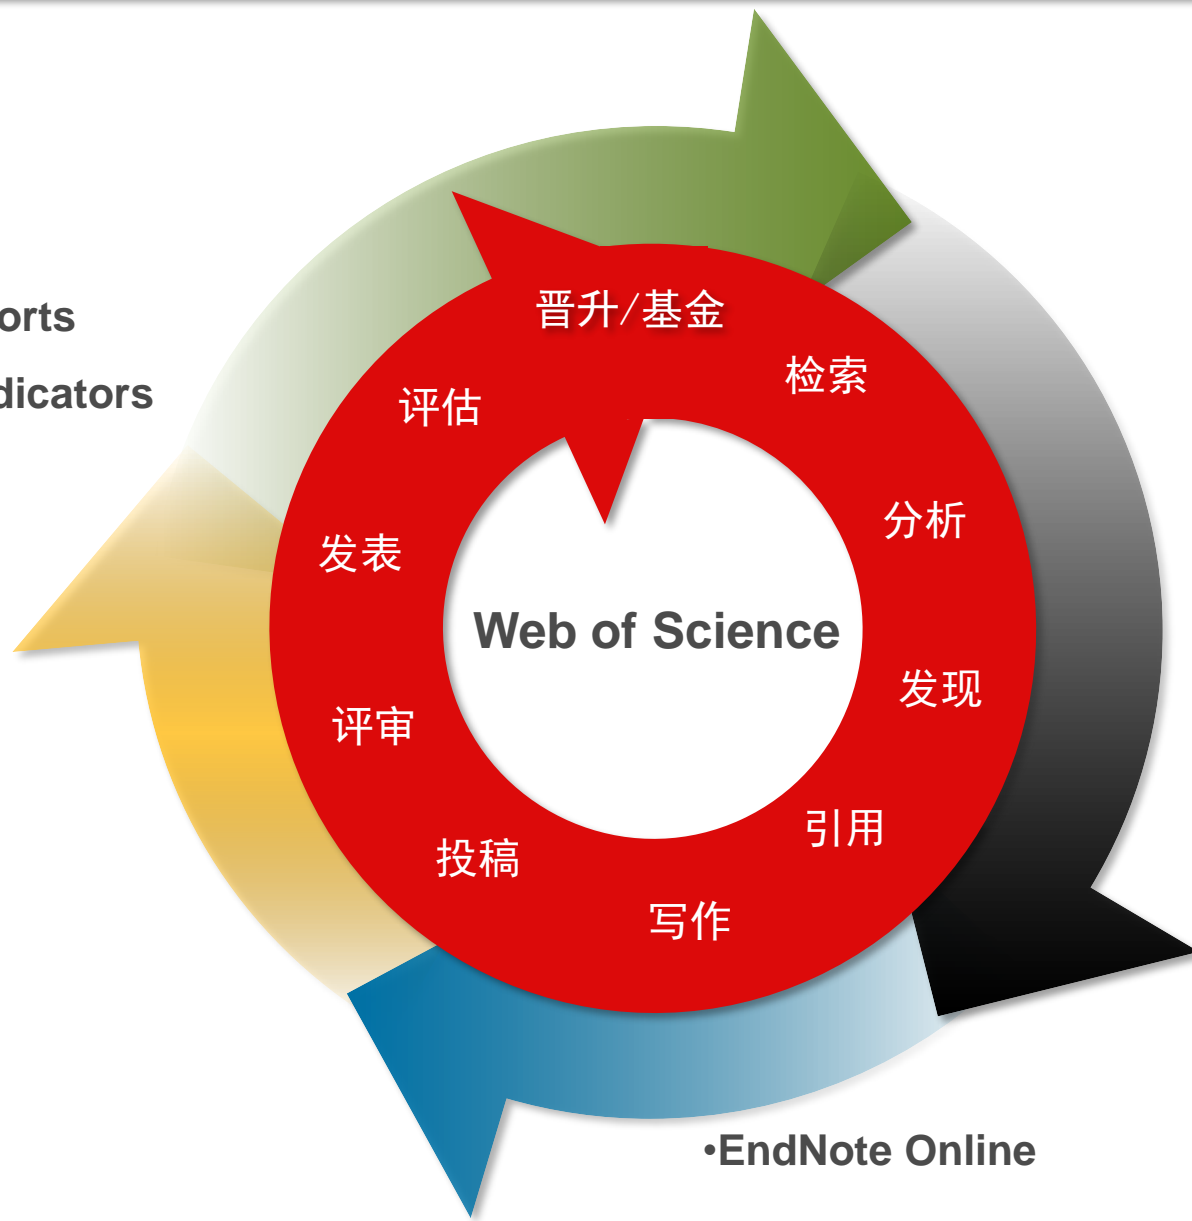 晋升/基金
orts
检索
dicators
评估
分析
发表
Web of Science
发现
评审
引用
投稿
写作
•EndNote Online